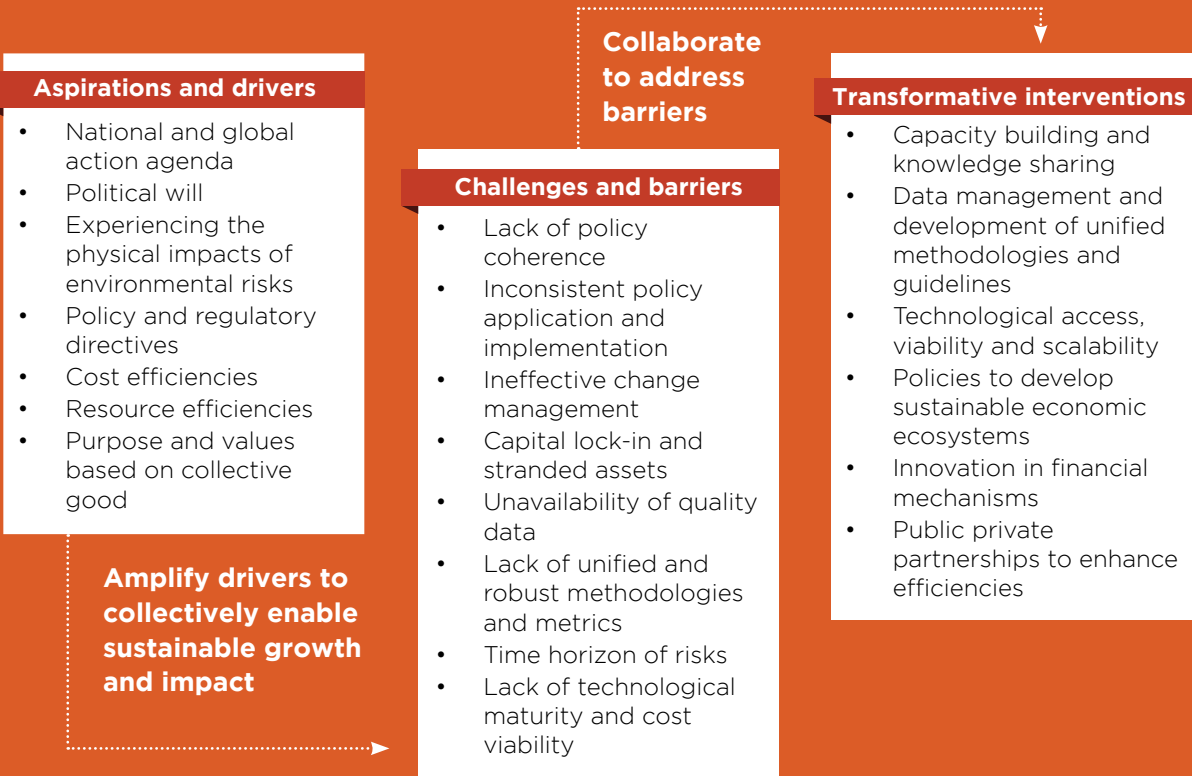 Aspirations and drivers
• National and global
action agenda
• Political will
• Experiencing the
physical impacts of
environmental risks
• Policy and regulatory
directives
• Cost efficiencies
• Resource efficiencies
• Purpose and values
based on collective
good
Amplify drivers to
collectively enable
sustainable growth
and impact
Challenges and barriers
• Lack of policy
coherence
• Inconsistent policy
application and
implementation
• Ineffective change
management
• Capital lock-in and
stranded assets
• Unavailability of quality
data
• Lack of unified and
robust methodologies
and metrics
• Time horizon of risks
• Lack of technological
maturity and cost
viability
Collaborate
to address
barriers
Transformative interventions
• Capacity building and
knowledge sharing
• Data management and
development of unified
methodologies and
guidelines
• Technological access,
viability and scalability
• Policies to develop
sustainable economic
ecosystems
• Innovation in financial
mechanisms
• Public private
partnerships to enhance
efficiencies